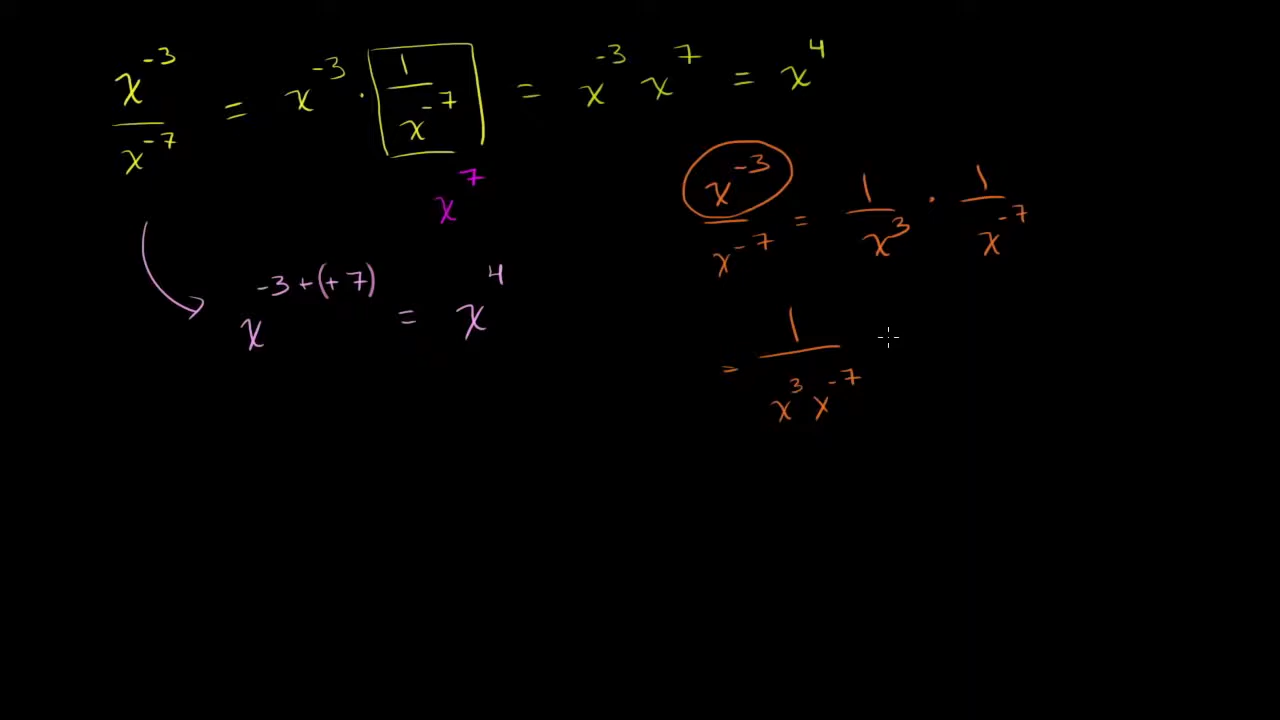 x^{-3}/x^{-7} = x^{-3} · 1/x^{-7} = x^{-3} x^{7} = x^{4}
x^{7}
x^{-3+(+7)} = x^{4}
x^{-3}/x^{-7} = 1/x^{3} · 1/x^{-7}
= 1/(x^{3} x^{-7})